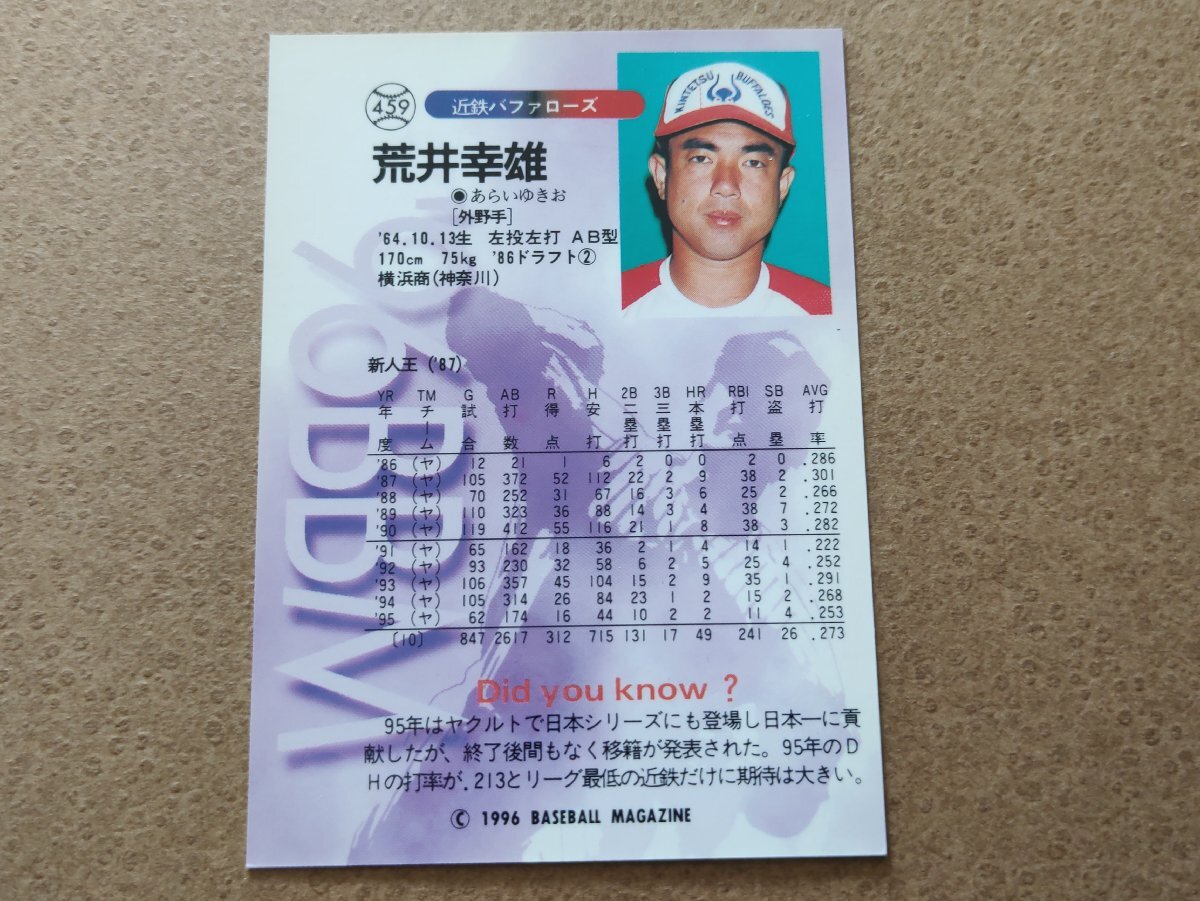 459 近鉄バファローズ
KINTETSU BUFFALOES
荒井幸雄
◉あらいゆきお
[外野手]
'64.10.13生 左投左打 AB型
170cm 75kg '86ドラフト②
横浜商(神奈川)
新人王('87)
YR TM G AB R H 2B 3B HR RBI SB AVG
年度 チーム 試合 打数 得点 安打 二塁打 三塁打 本塁打 打点 盗塁 打率
'86 (ヤ) 12 21 1 6 2 0 0 2 0 .286
'87 (ヤ) 105 372 52 112 22 2 9 38 2 .301
'88 (ヤ) 70 252 31 67 16 3 6 25 2 .266
'89 (ヤ) 110 323 36 88 14 3 4 38 7 .272
'90 (ヤ) 119 412 55 116 21 1 8 38 3 .282
'91 (ヤ) 65 162 18 36 2 1 4 14 1 .222
'92 (ヤ) 93 230 32 58 6 2 5 25 4 .252
'93 (ヤ) 106 357 45 104 15 2 9 35 1 .291
'94 (ヤ) 105 314 26 84 23 1 2 15 2 .268
'95 (ヤ) 62 174 16 44 10 2 2 11 4 .253
[10] 847 2617 312 715 131 17 49 241 26 .273
Did you know ?
95年はヤクルトで日本シリーズにも登場し日本一に貢
献したが、終了後間もなく移籍が発表された。95年のD
Hの打率が.213とリーグ最低の近鉄だけに期待は大きい。
© 1996 BASEBALL MAGAZINE
'96BBM